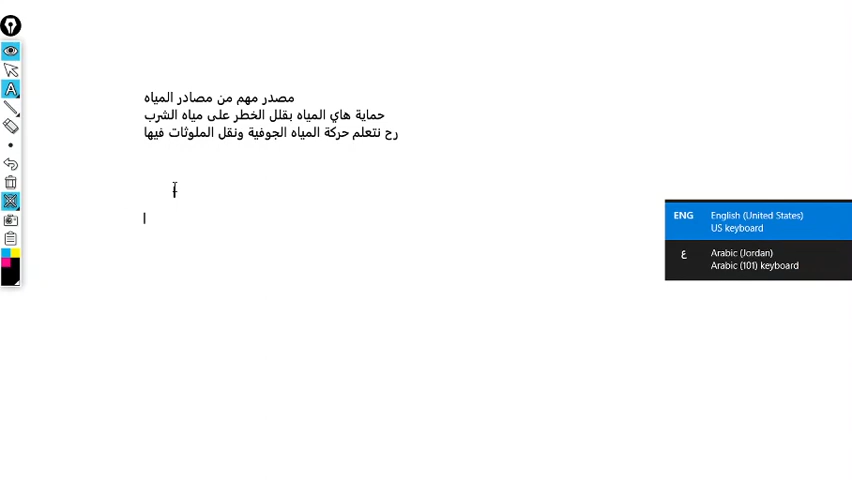 مصدر مهم من مصادر المياه
حماية هاي المياه بقلل الخطر على مياه الشرب
رح نتعلم حركة المياه الجوفية ونقل الملوثات فيها
ENG English (United States)
US keyboard
ع Arabic (Jordan)
Arabic (101) keyboard
A